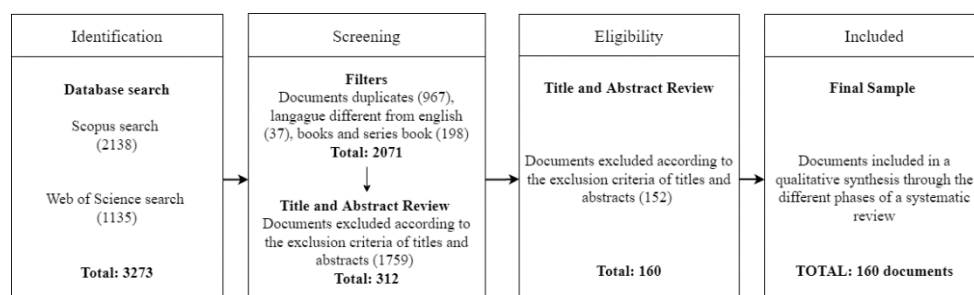 Identification
Database search
Scopus search
(2138)
Web of Science search
(1135)
Total: 3273
Screening
Filters
Documents duplicates (967),
langague different from english
(37), books and series book (198)
Total: 2071
Title and Abstract Review
Documents excluded according to
the exclusion criteria of titles and
abstracts (1759)
Total: 312
Eligibility
Title and Abstract Review
Documents excluded according to
the exclusion criteria of titles and
abstracts (152)
Total: 160
Included
Final Sample
Documents included in a
qualitative synthesis through the
different phases of a systematic
review
TOTAL: 160 documents